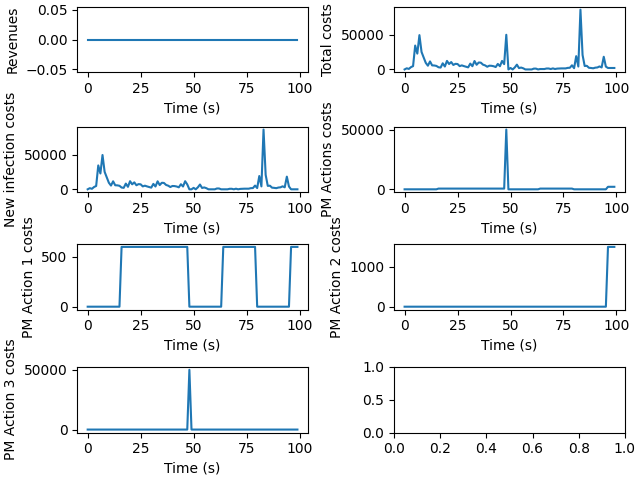 Revenues
0.05
0.00
−0.05
0 25 50 75 100
Time (s)
Total costs
50000
0
0 25 50 75 100
Time (s)
New infection costs
50000
0
0 25 50 75 100
Time (s)
PM Actions costs
50000
0
0 25 50 75 100
Time (s)
PM Action 1 costs
500
0
0 25 50 75 100
Time (s)
PM Action 2 costs
1000
0
0 25 50 75 100
Time (s)
PM Action 3 costs
50000
0
0 25 50 75 100
Time (s)
1.0
0.5
0.0
0.0 0.2 0.4 0.6 0.8 1.0